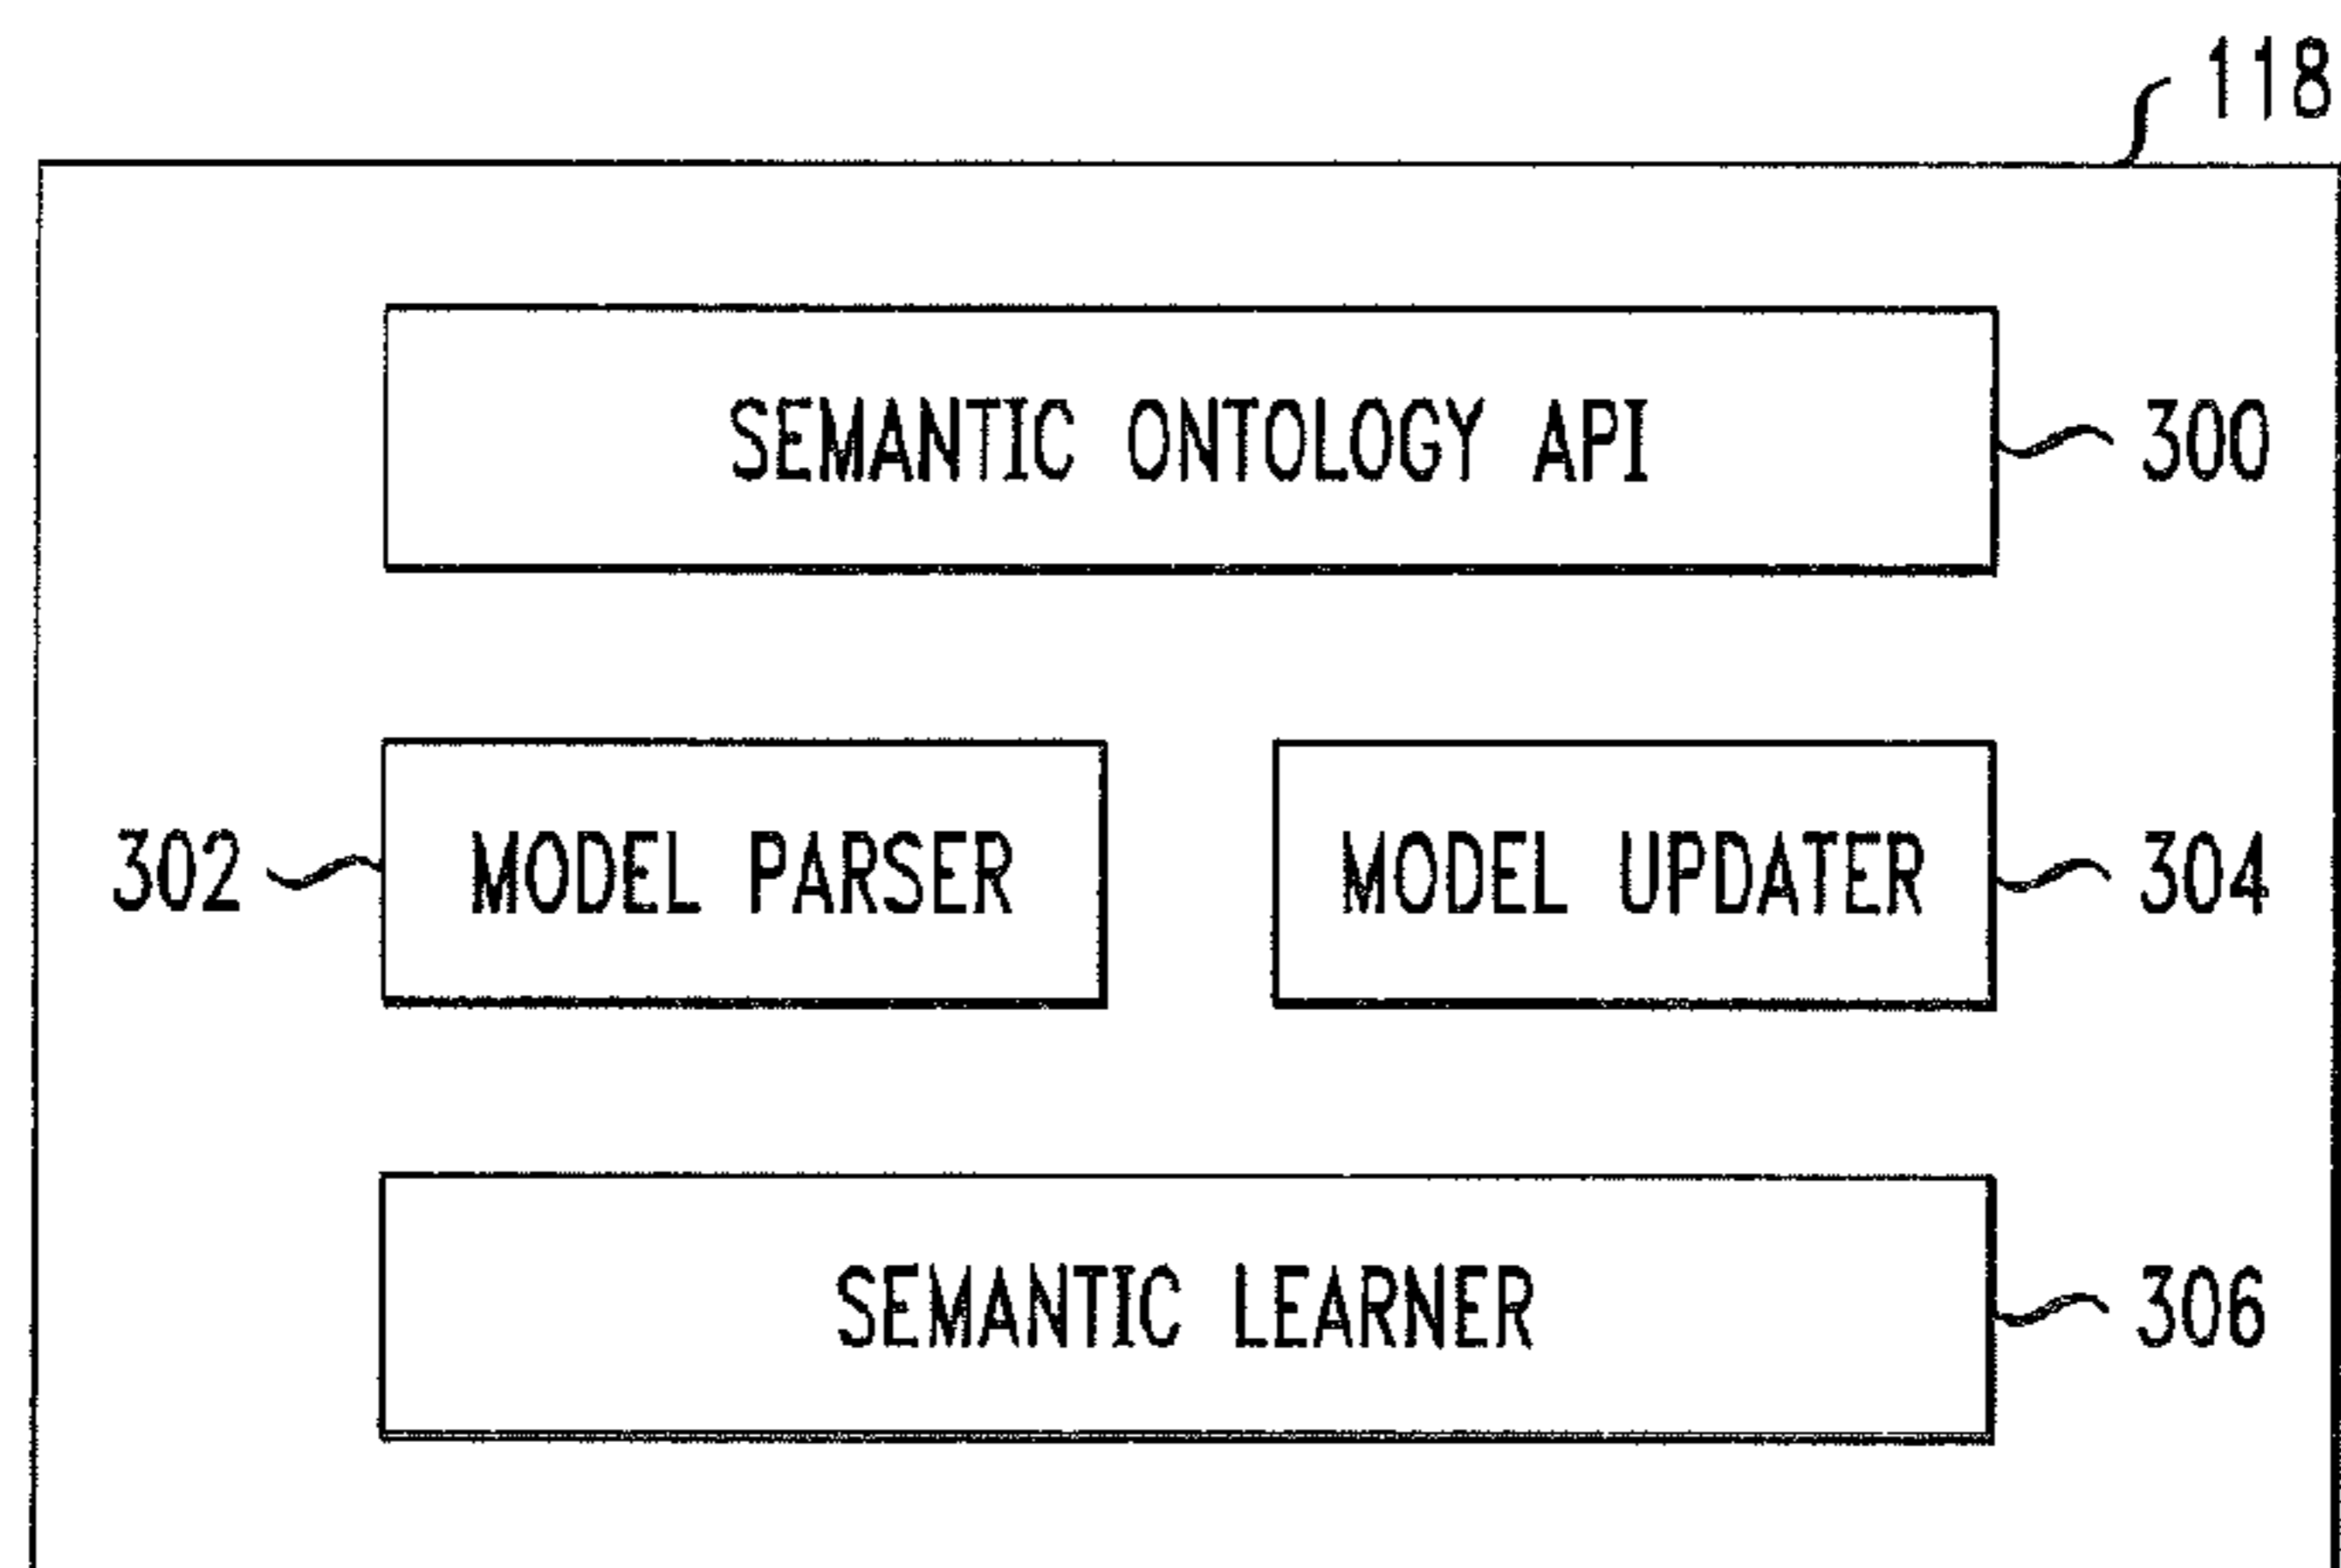 118
SEMANTIC ONTOLOGY API
300
302
MODEL PARSER
MODEL UPDATER
304
SEMANTIC LEARNER
306